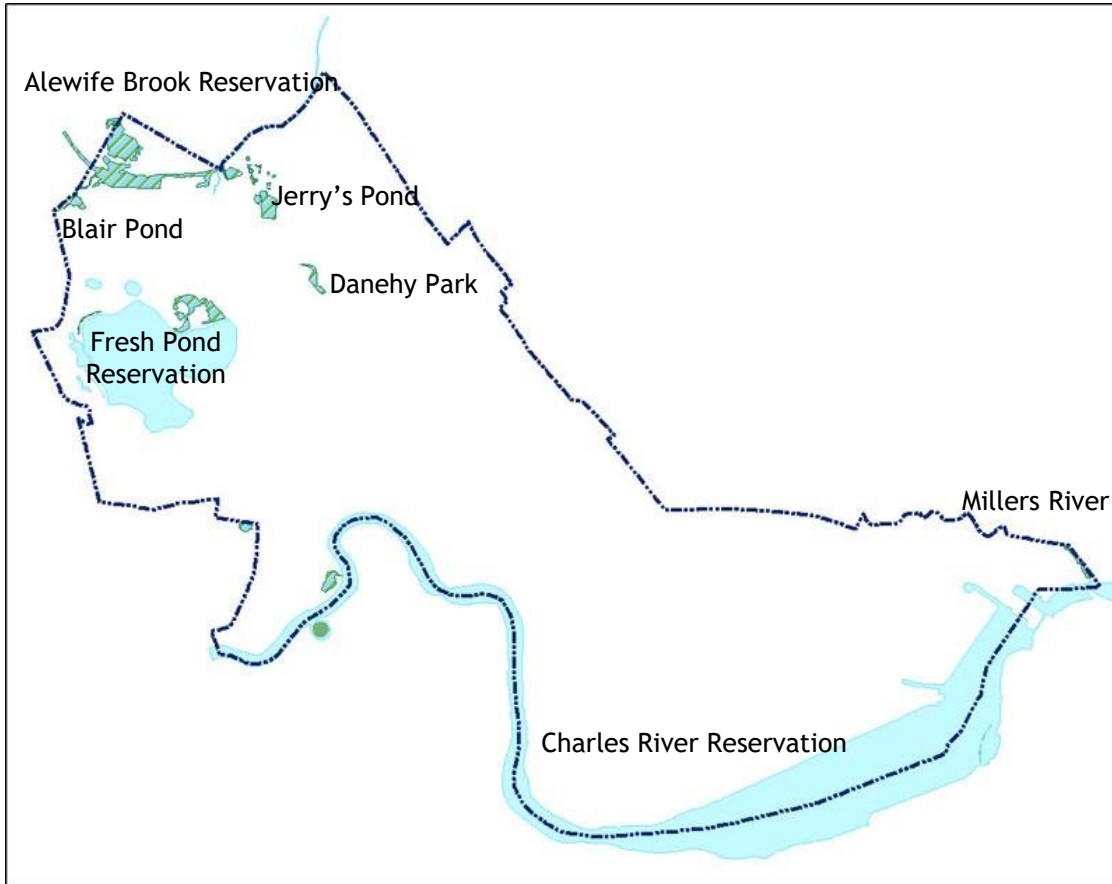 Alewife Brook Reservation
Jerry's Pond
Blair Pond
Danehy Park
Fresh Pond
Reservation
Millers River
Charles River Reservation